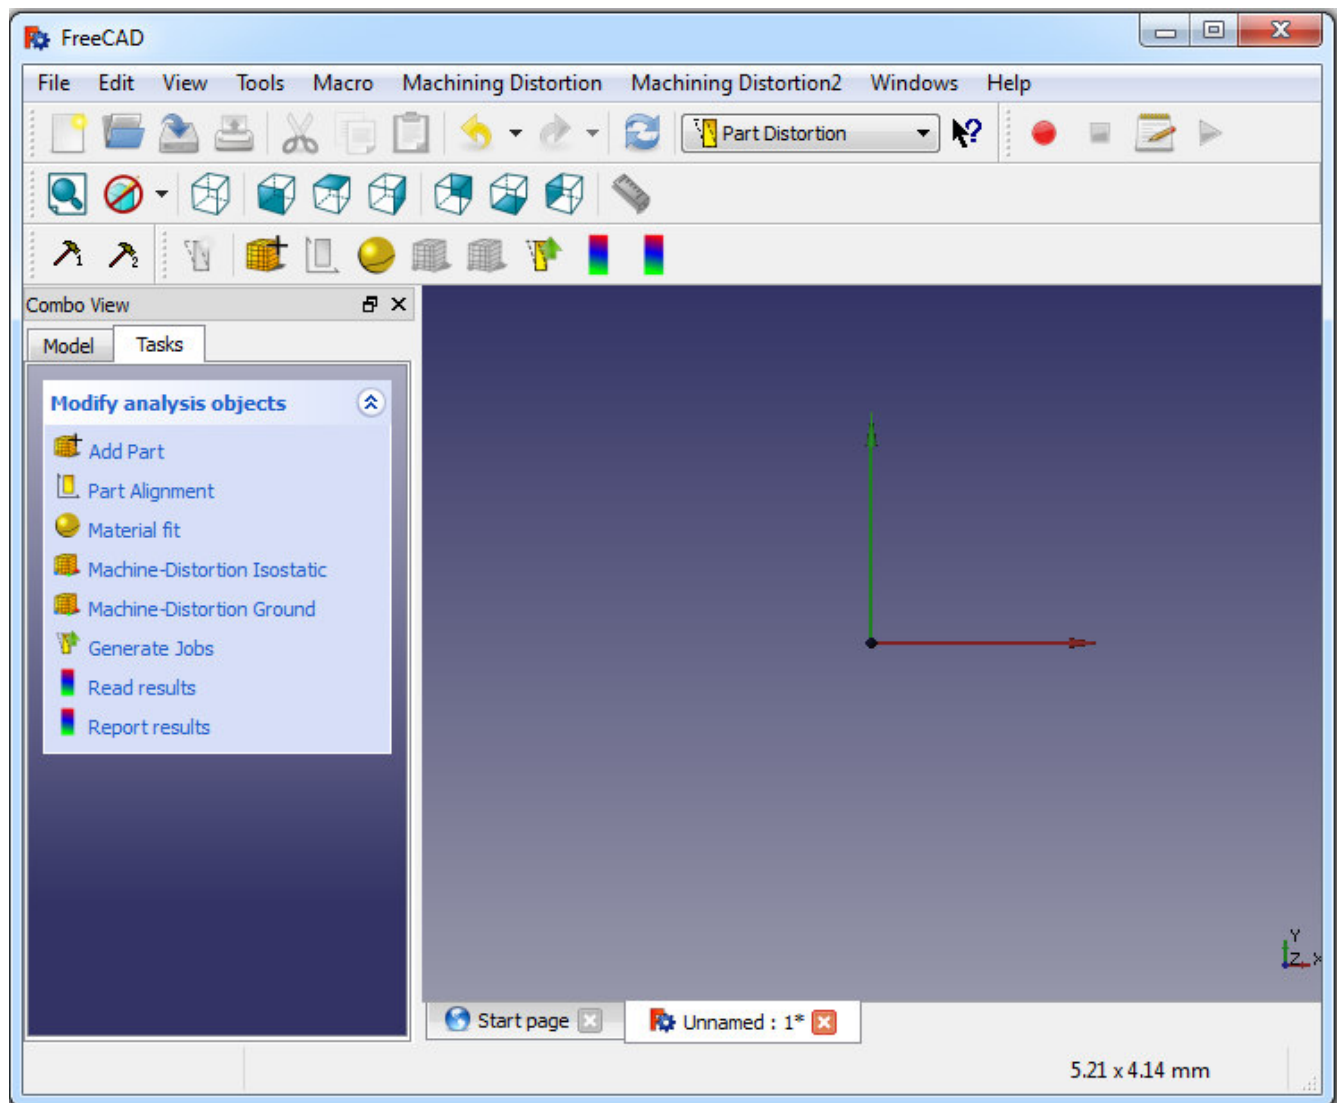 FreeCAD
File Edit View Tools Macro Machining Distortion Machining Distortion2 Windows Help
Part Distortion
1 2
Combo View
Model Tasks
Modify analysis objects
Add Part
Part Alignment
Material fit
Machine-Distortion Isostatic
Machine-Distortion Ground
Generate Jobs
Read results
Report results
Y
Z X
Start page Unnamed : 1*
5.21 x 4.14 mm